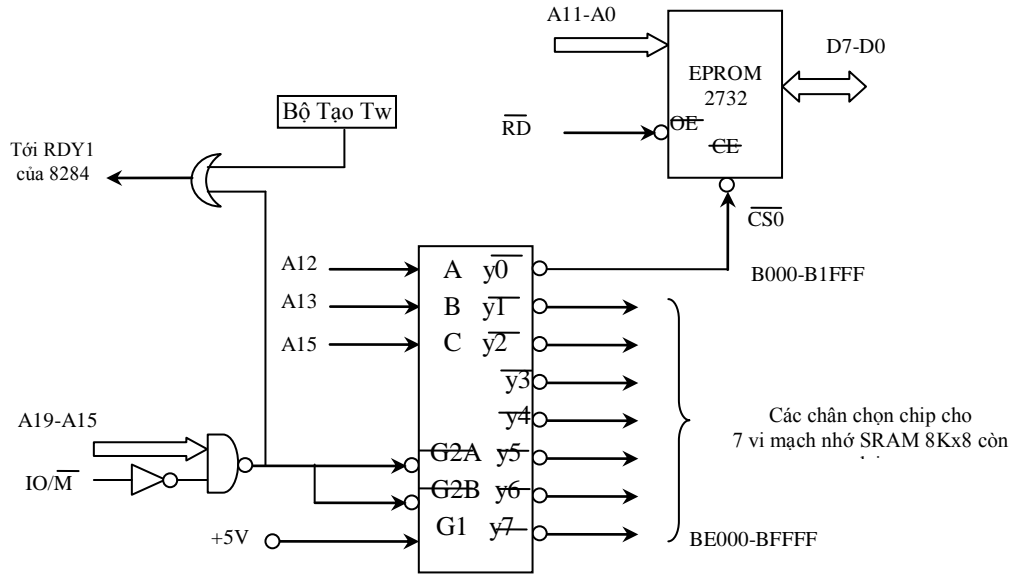 A11-A0
D7-D0
EPROM
2732
RD
OE
CE
CS0
Bộ Tạo Tw
Tới RDY1
của 8284
A12
A13
A15
A y0
B y1
C y2
y3
y4
G2A y5
G2B y6
G1 y7
B000-B1FFF
Các chân chọn chip cho
7 vi mạch nhớ SRAM 8Kx8 còn
BE000-BFFFF
A19-A15
IO/M
+5V